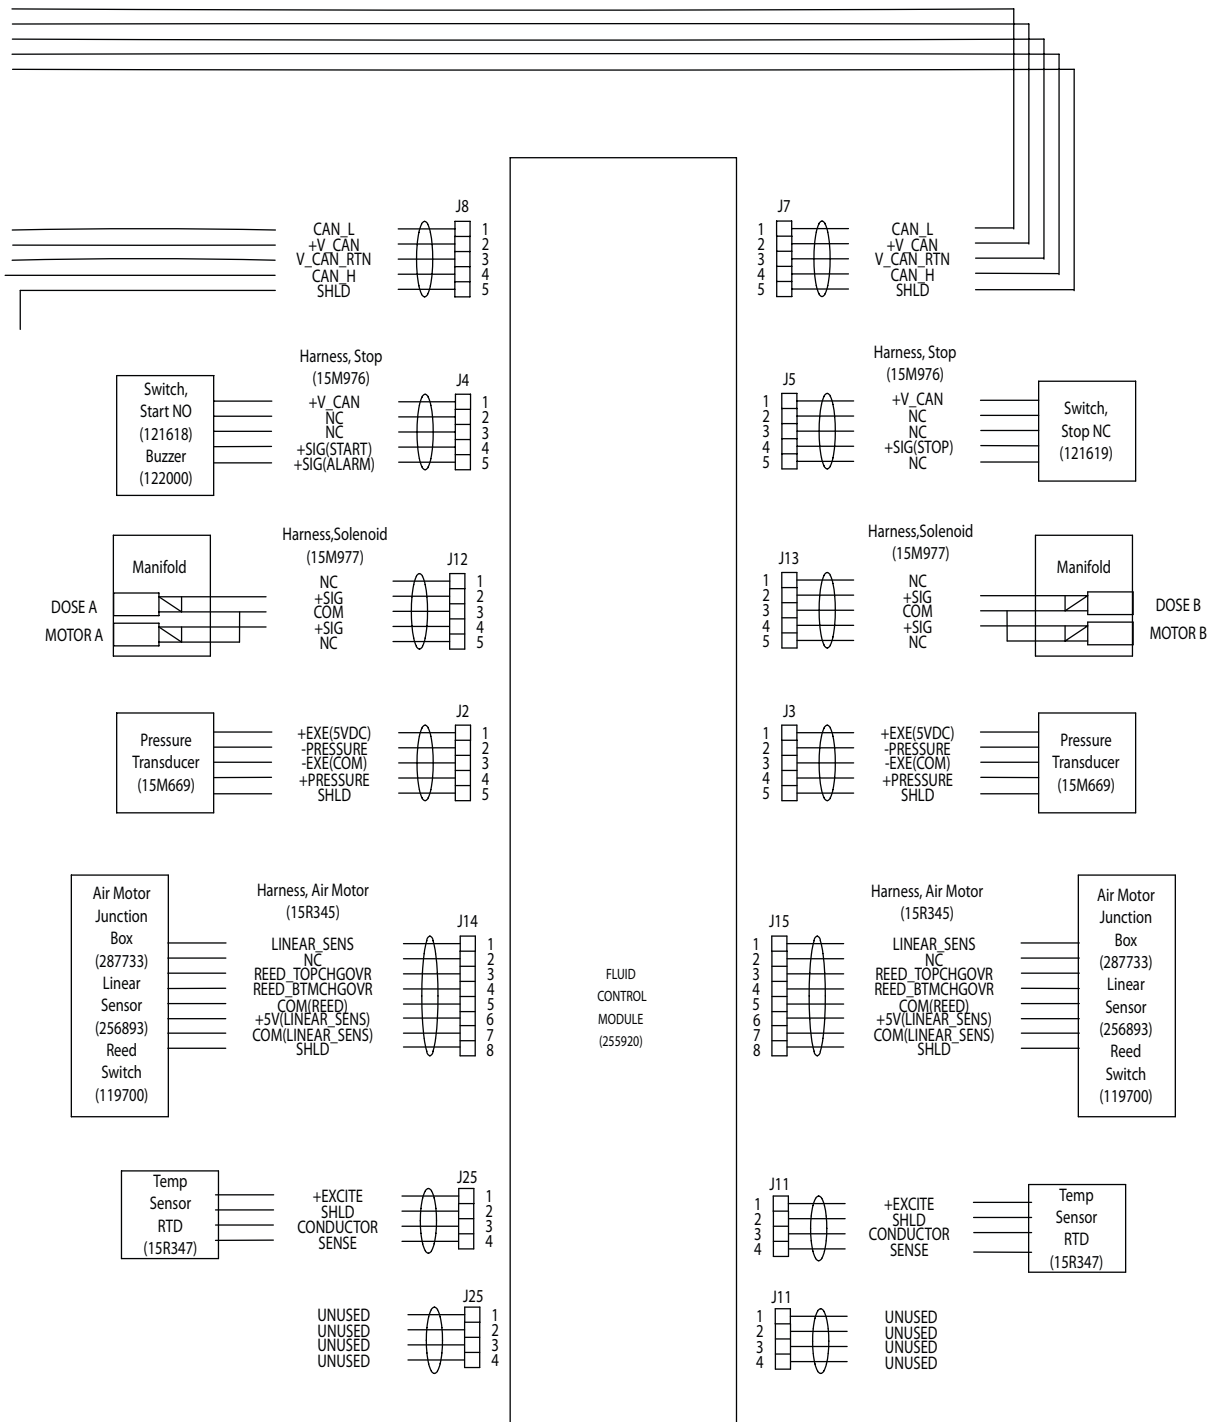 J8
CAN_L 1
+V_CAN 2
V_CAN_RTN 3
CAN_H 4
SHLD 5
J7
1 CAN_L
2 +V_CAN
3 V_CAN_RTN
4 CAN_H
5 SHLD
Harness, Stop
(15M976)
J4
Switch,
Start NO
(121618)
Buzzer
(122000)
+V_CAN 1
NC 2
NC 3
+SIG(START) 4
+SIG(ALARM) 5
Harness, Stop
(15M976)
J5
1 +V_CAN
2 NC
3 NC
4 +SIG(STOP)
5 NC
Switch,
Stop NC
(121619)
Harness,Solenoid
(15M977)
J12
Manifold
DOSE A
MOTOR A
NC 1
+SIG 2
COM 3
+SIG 4
NC 5
Harness,Solenoid
(15M977)
J13
1 NC
2 +SIG
3 COM
4 +SIG
5 NC
Manifold
DOSE B
MOTOR B
J2
Pressure
Transducer
(15M669)
+EXE(5VDC) 1
-PRESSURE 2
-EXE(COM) 3
+PRESSURE 4
SHLD 5
J3
1 +EXE(5VDC)
2 -PRESSURE
3 -EXE(COM)
4 +PRESSURE
5 SHLD
Pressure
Transducer
(15M669)
Harness, Air Motor
(15R345)
J14
Air Motor
Junction
Box
(287733)
Linear
Sensor
(256893)
Reed
Switch
(119700)
LINEAR_SENS 1
NC 2
REED_TOPCHGOVR 3
REED_BTMCHGOVR 4
COM(REED) 5
+5V(LINEAR_SENS) 6
COM(LINEAR_SENS) 7
SHLD 8
FLUID
CONTROL
MODULE
(255920)
Harness, Air Motor
(15R345)
J15
1 LINEAR_SENS
2 NC
3 REED_TOPCHGOVR
4 REED_BTMCHGOVR
5 COM(REED)
6 +5V(LINEAR_SENS)
7 COM(LINEAR_SENS)
8 SHLD
Air Motor
Junction
Box
(287733)
Linear
Sensor
(256893)
Reed
Switch
(119700)
Temp
Sensor
RTD
(15R347)
J25
+EXCITE 1
SHLD 2
CONDUCTOR 3
SENSE 4
J11
1 +EXCITE
2 SHLD
3 CONDUCTOR
4 SENSE
Temp
Sensor
RTD
(15R347)
J25
UNUSED 1
UNUSED 2
UNUSED 3
UNUSED 4
J11
1 UNUSED
2 UNUSED
3 UNUSED
4 UNUSED